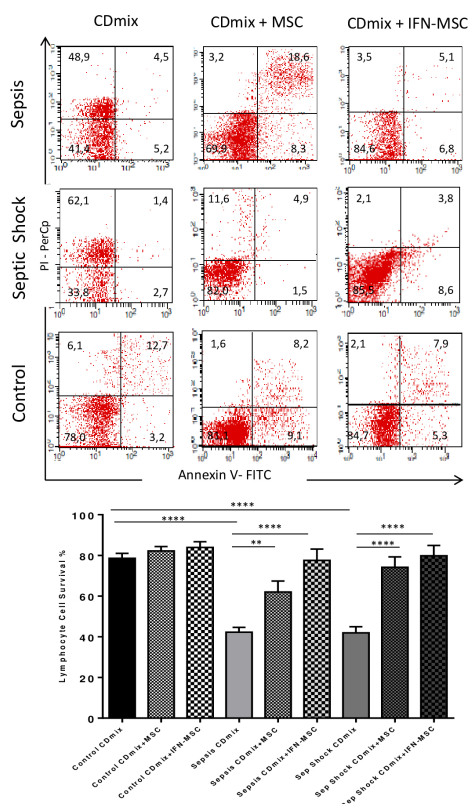 CDmix CDmix + MSC CDmix + IFN-MSC
Sepsis
48,9 4,5 3,2 18,6 3,5 5,1
41,4 5,2 69,9 8,3 84,6 6,8
Septic Shock
PI - PerCp
62,1 1,4 11,6 4,9 2,1 3,8
33,8 2,7 82,0 1,5 85,5 8,6
Control
6,1 12,7 1,6 8,2 2,1 7,9
78,0 3,2 9,1 84,7 5,3
Annexin V- FITC
**** 
**** **** ****
** ****
Lymphocyte Cell Survival %
100
80
60
40
20
0
Control CDmix
Control CDmix+MSC
Control CDmix+IFN-MSC
Sepsis CDmix
Sepsis CDmix+MSC
Sepsis CDmix+IFN-MSC
Sep Shock CDmix
Sep Shock CDmix+MSC
Sep Shock CDmix+IFN-MSC